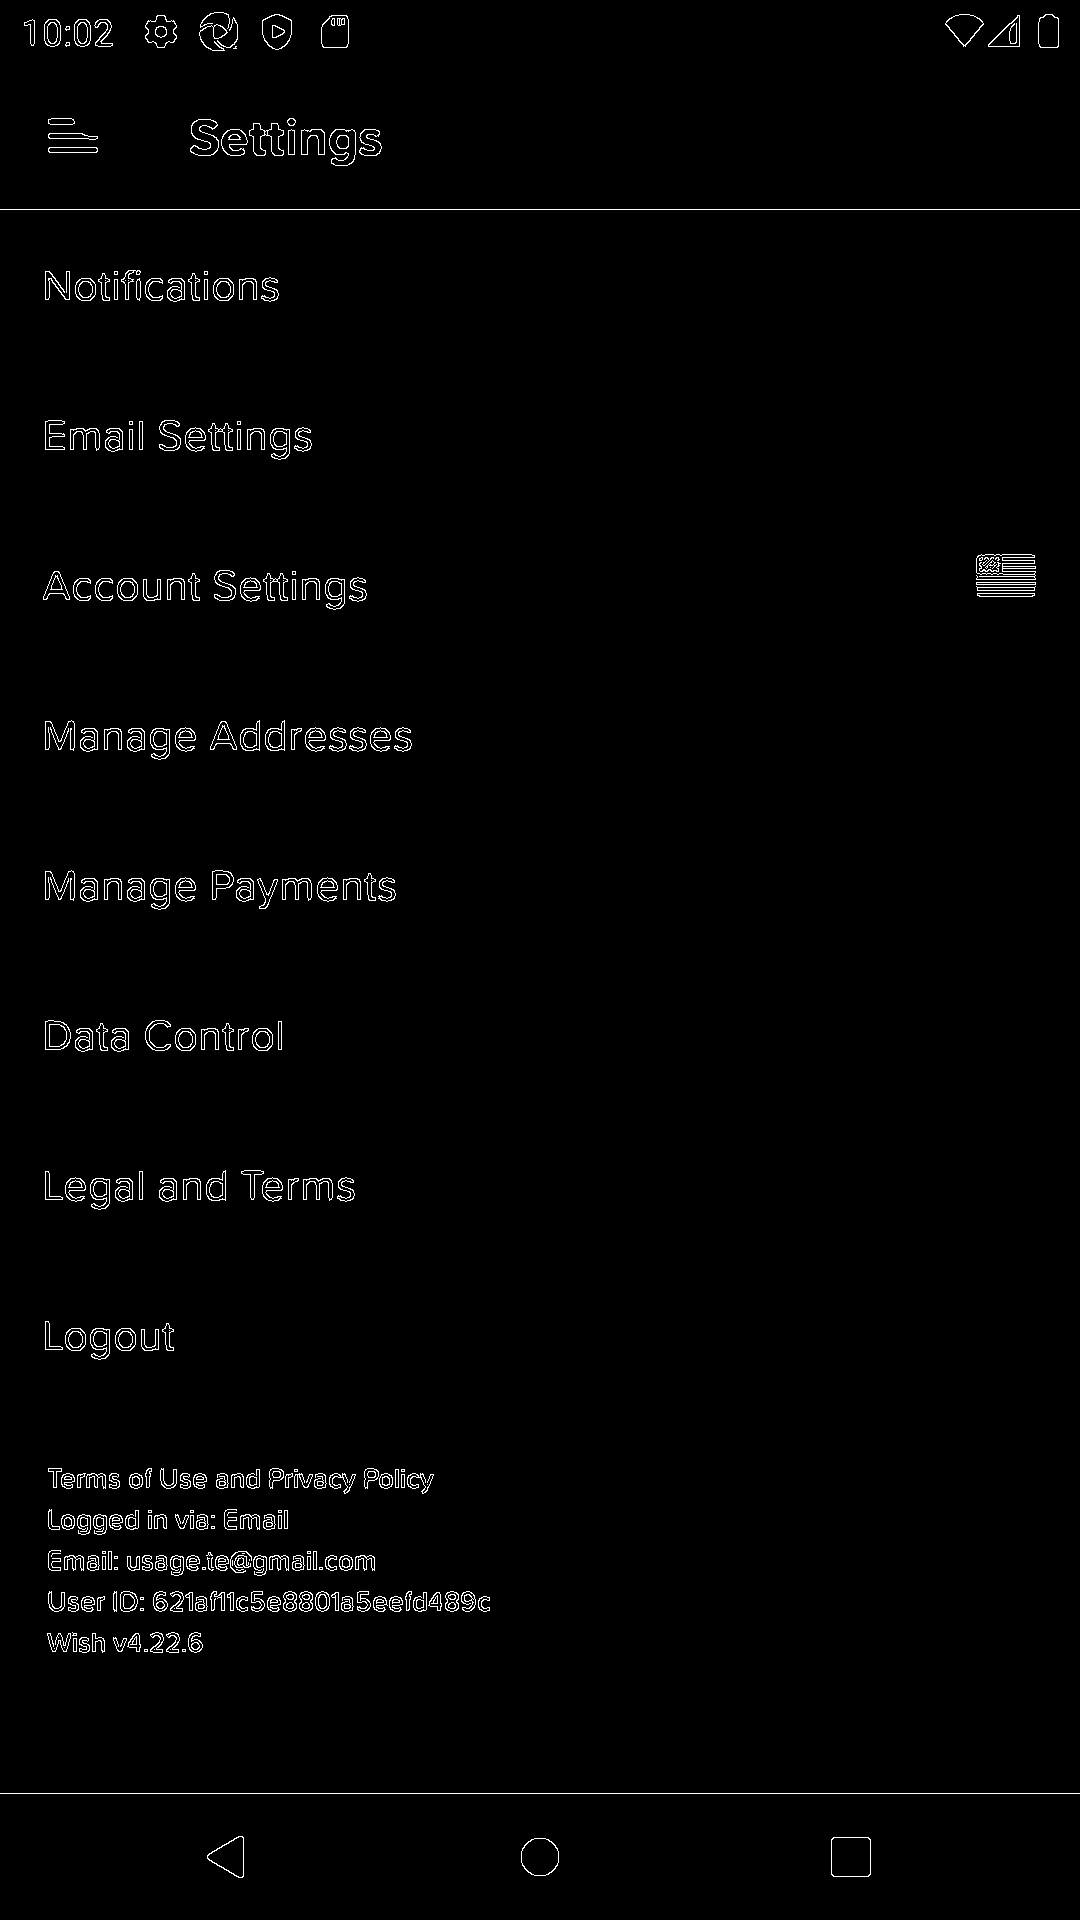 10:02
Settings
Notifications
Email Settings
Account Settings
Manage Addresses
Manage Payments
Data Control
Legal and Terms
Logout
Terms of Use and Privacy Policy
Logged in via: Email
Email: usage.te@gmail.com
User ID: 621af11c5e8801a5eefd489c
Wish v4.22.6